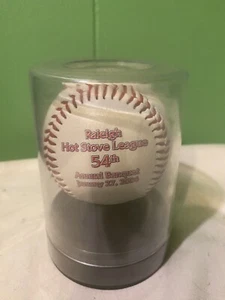 Raleigh
Hot Stove League
54th
Annual Banquet
January 27,